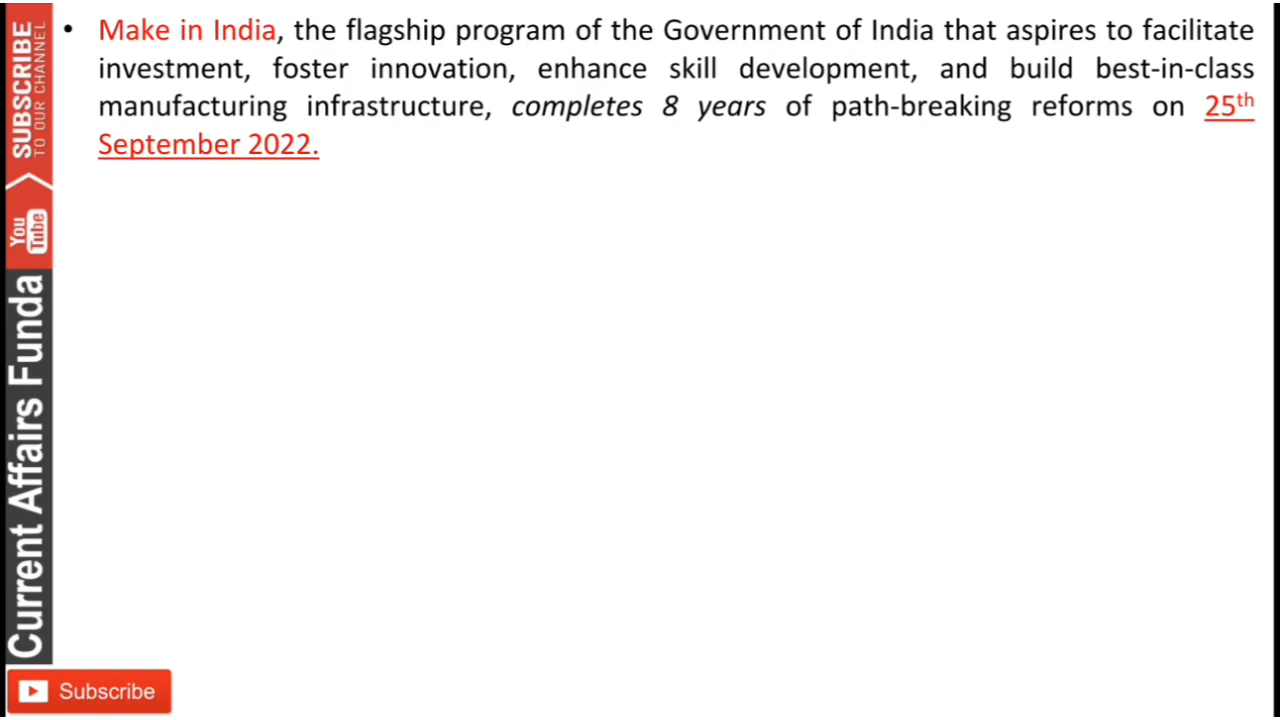 • Make in India, the flagship program of the Government of India that aspires to facilitate
investment, foster innovation, enhance skill development, and build best-in-class
manufacturing infrastructure, completes 8 years of path-breaking reforms on 25th
September 2022.
SUBSCRIBE
TO OUR CHANNEL
You
Tube
Current Affairs Funda
Subscribe